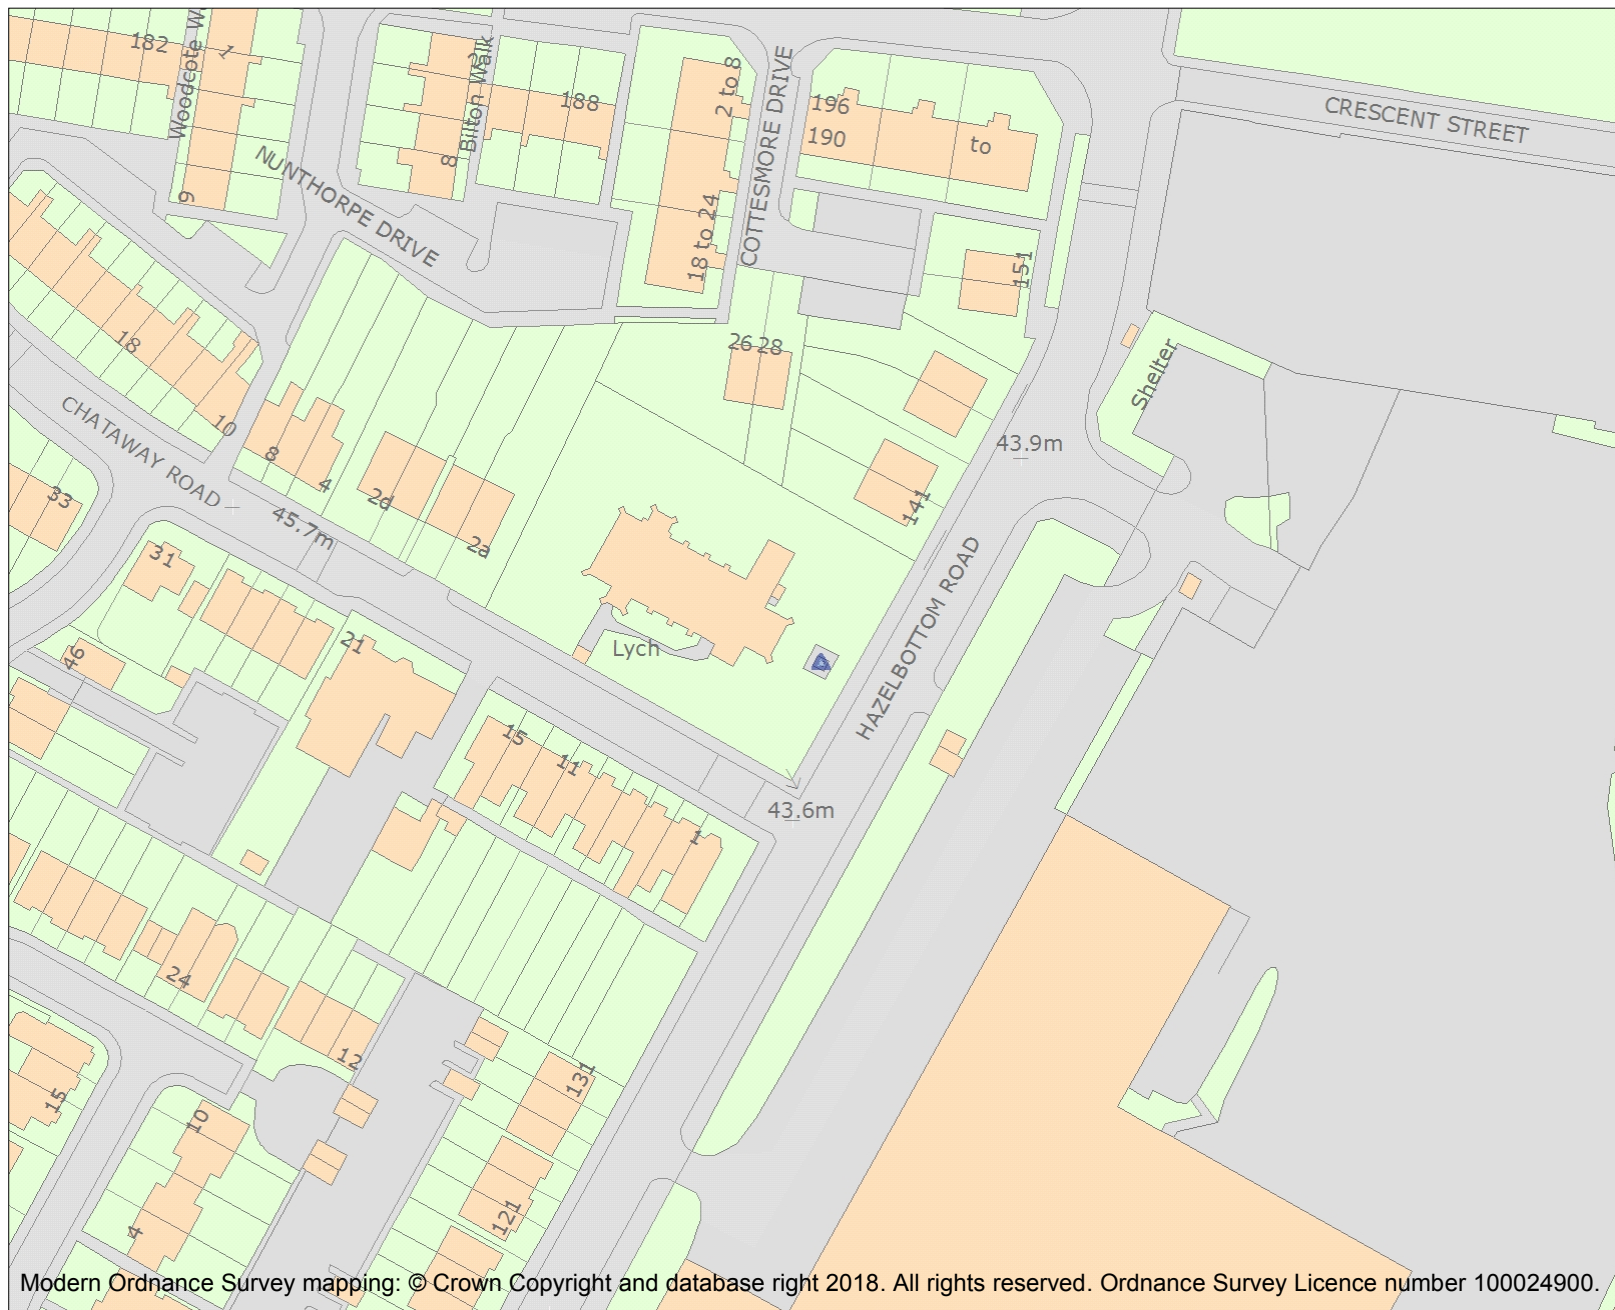 182
Woodcote W
1
9
Bilton Walk
8
188
2 to 8
18 to 24
COTTESMORE DRIVE
196
190
to
CRESCENT STREET
NUNTHORPE DRIVE
151
18
26
28
Shelter
10
8
4
2d
2a
CHATAWAY ROAD
45.7m
43.9m
141
33
31
HAZELBOTTOM ROAD
21
46
Lych
15
11
1
43.6m
24
12
131
15
10
121
4
Modern Ordnance Survey mapping: © Crown Copyright and database right 2018. All rights reserved. Ordnance Survey Licence number 100024900.